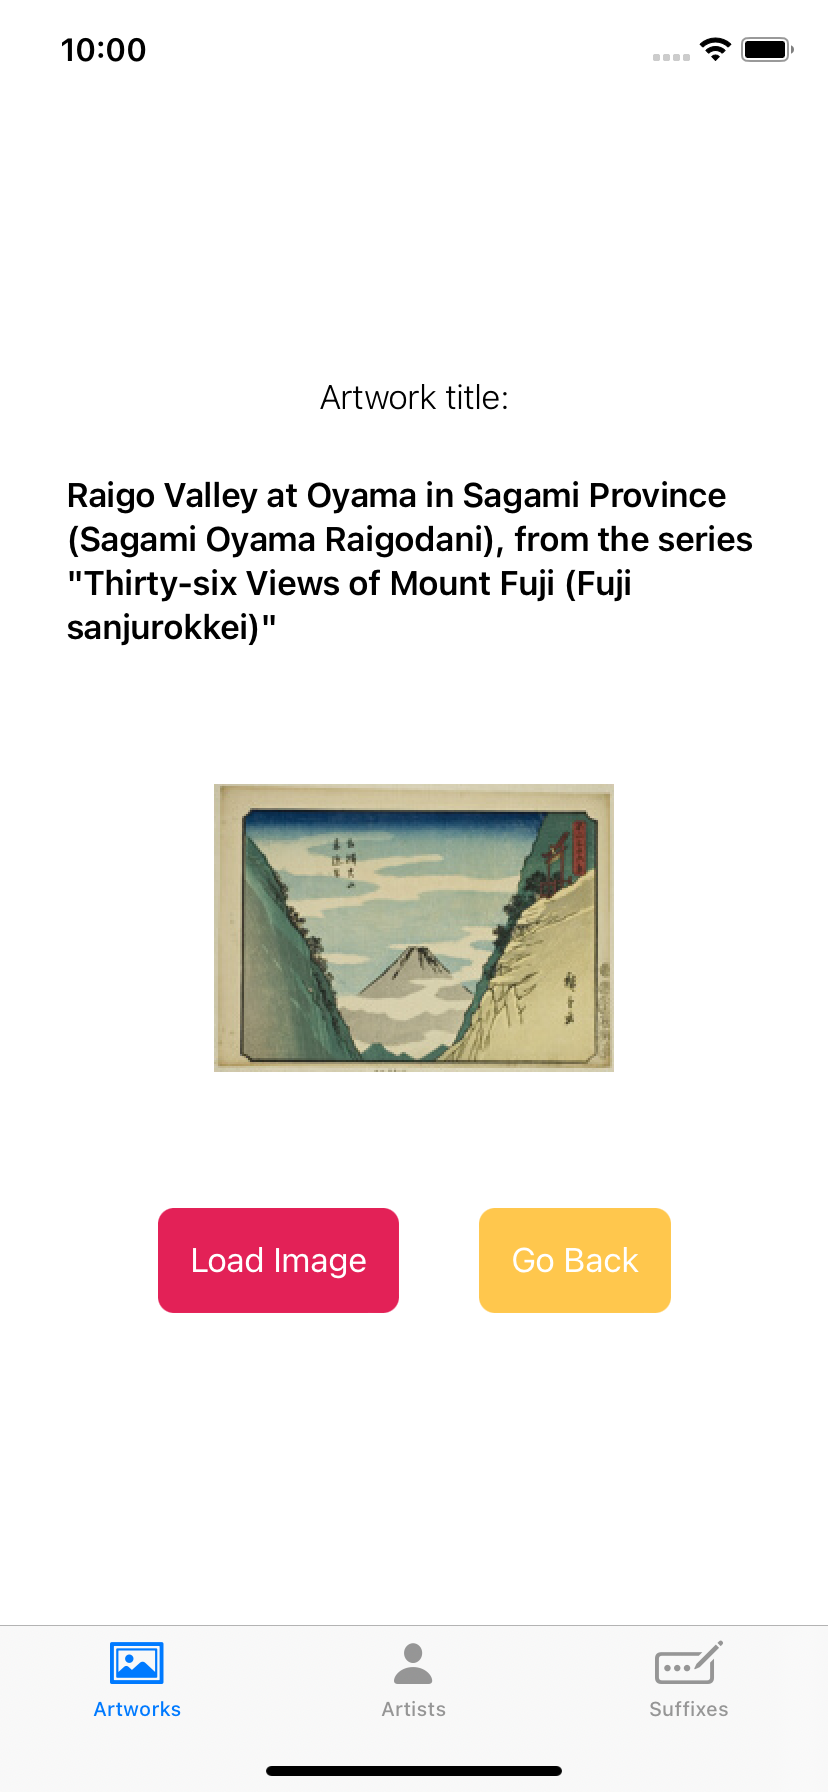 10:00
Artwork title:
Raigo Valley at Oyama in Sagami Province
(Sagami Oyama Raigodani), from the series
"Thirty-six Views of Mount Fuji (Fuji
sanjurokkei)"
Load Image
Go Back
Artworks
Artists
Suffixes